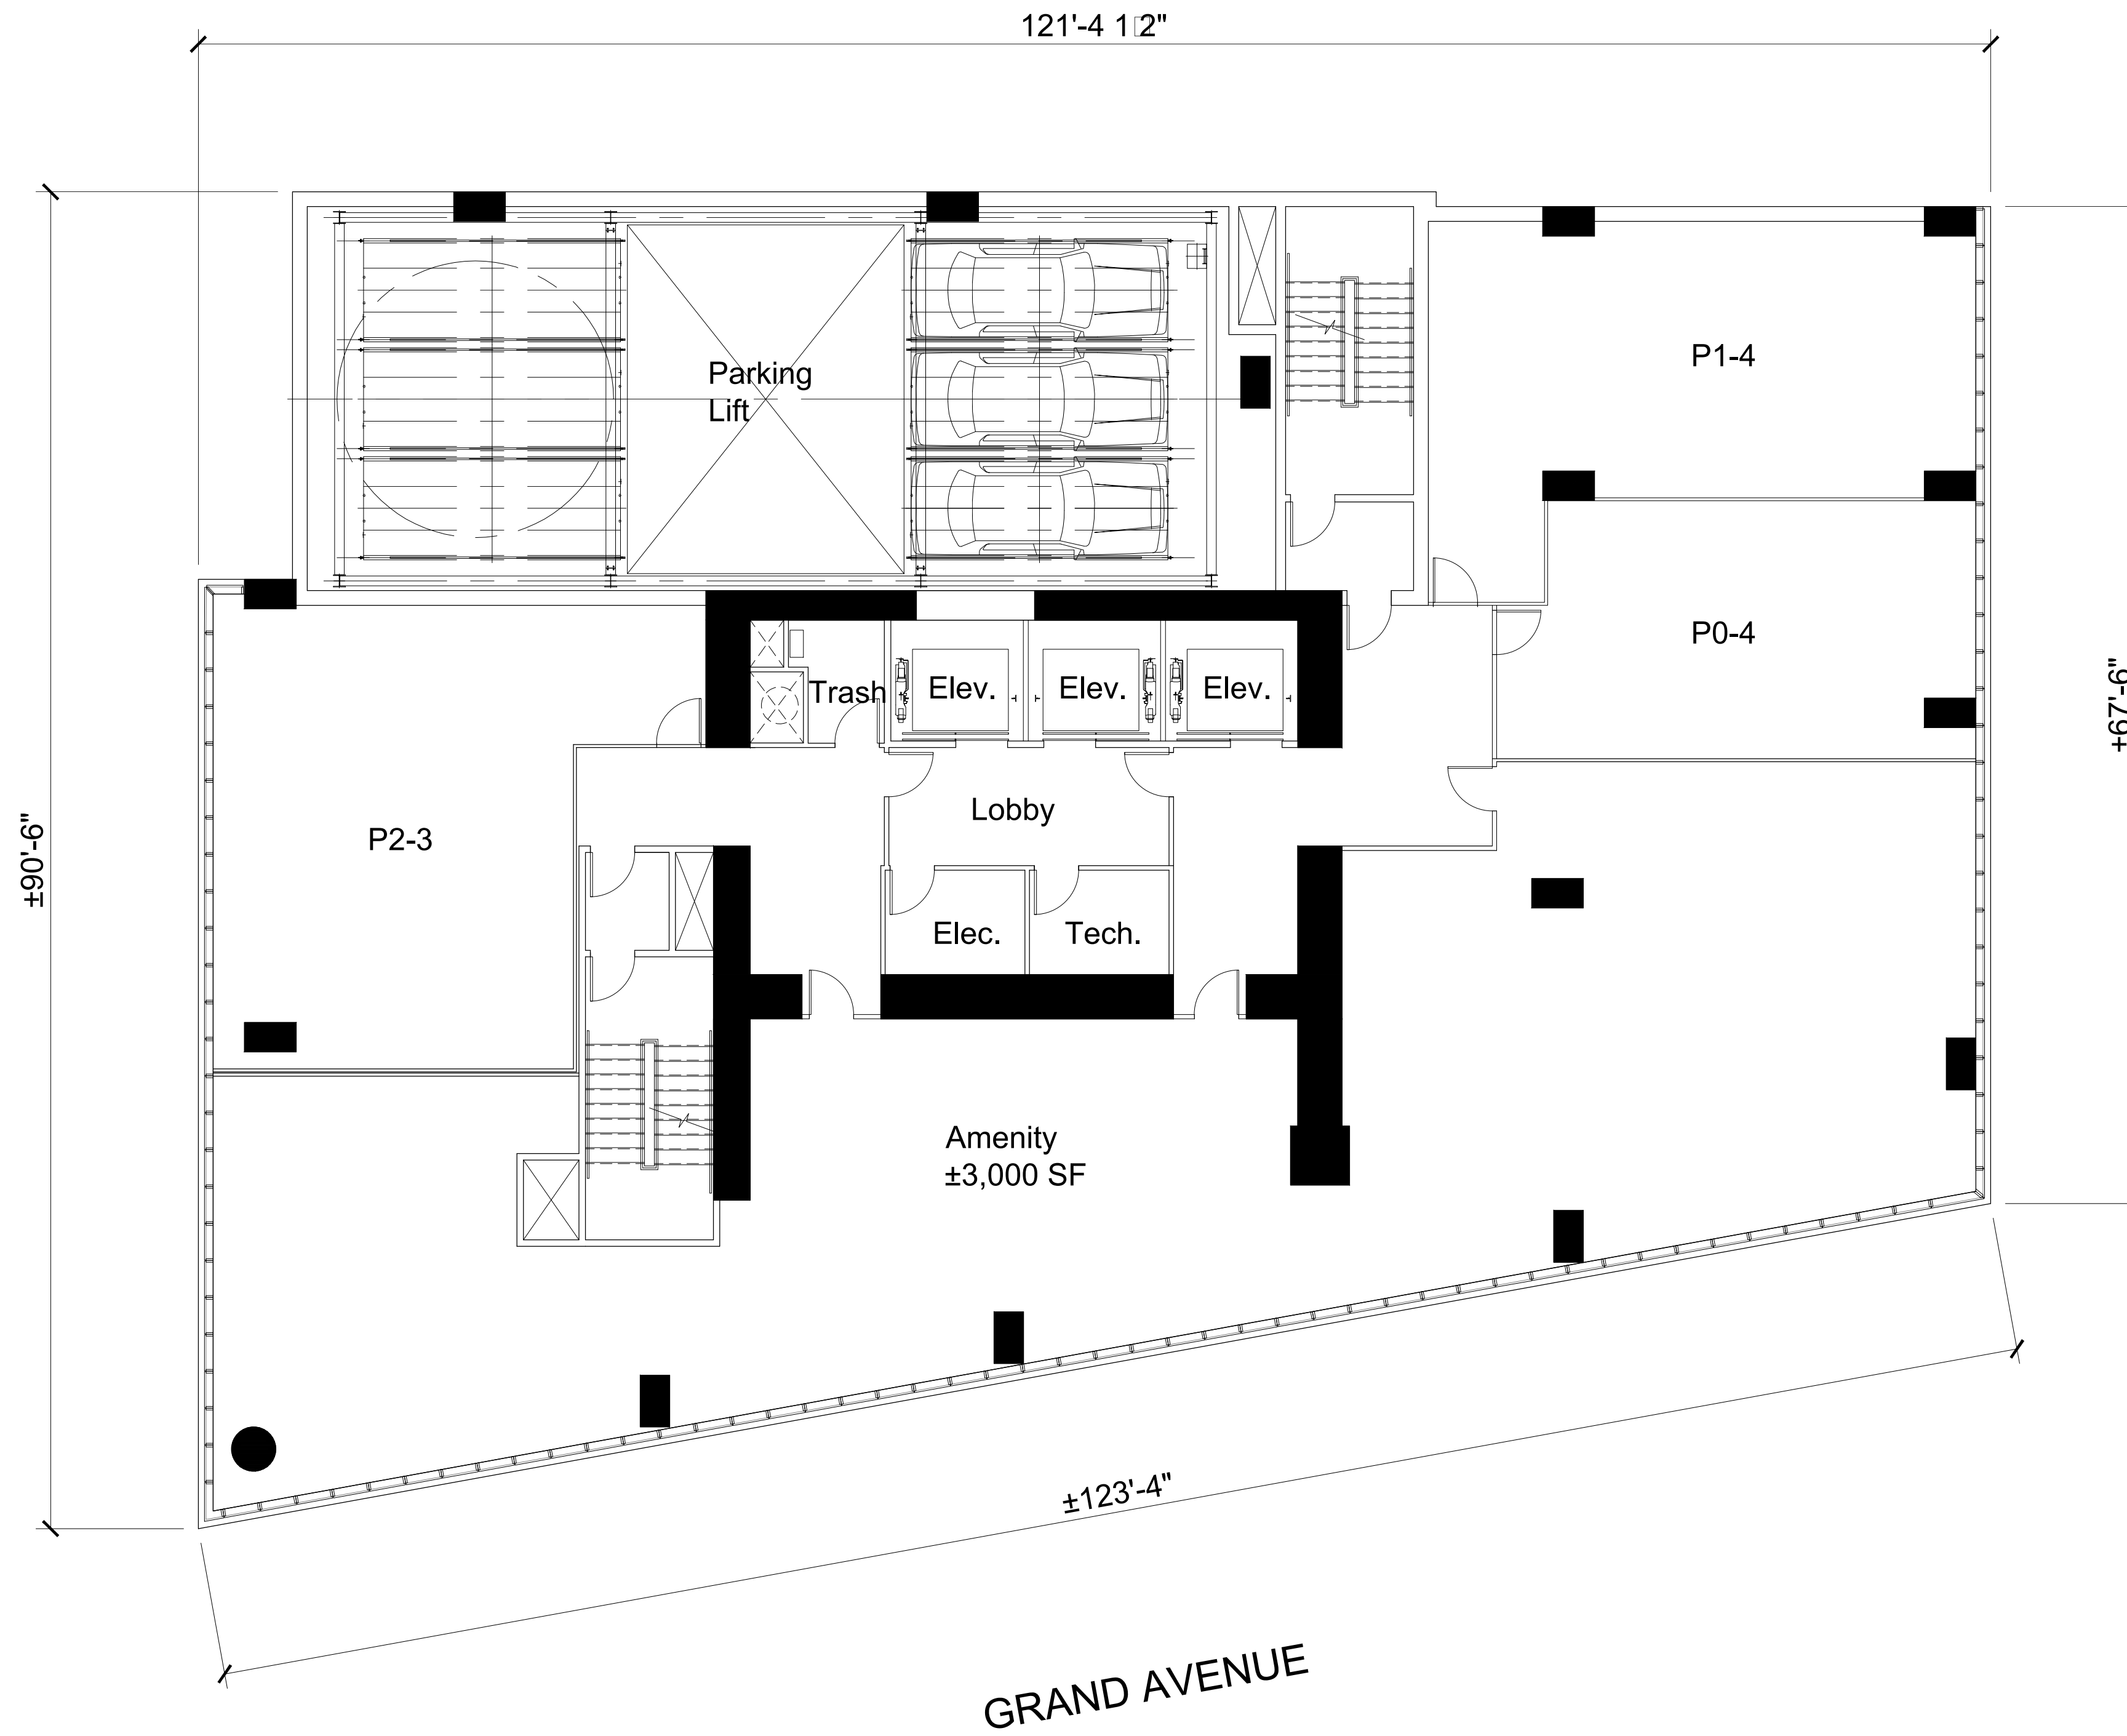 121'-4 1□2"
Parking
Lift
P1-4
P0-4
±67'-6"
Trash
Elev.
Elev.
Elev.
Lobby
P2-3
±90'-6"
Elec.
Tech.
Amenity
±3,000 SF
±123'-4"
GRAND AVENUE